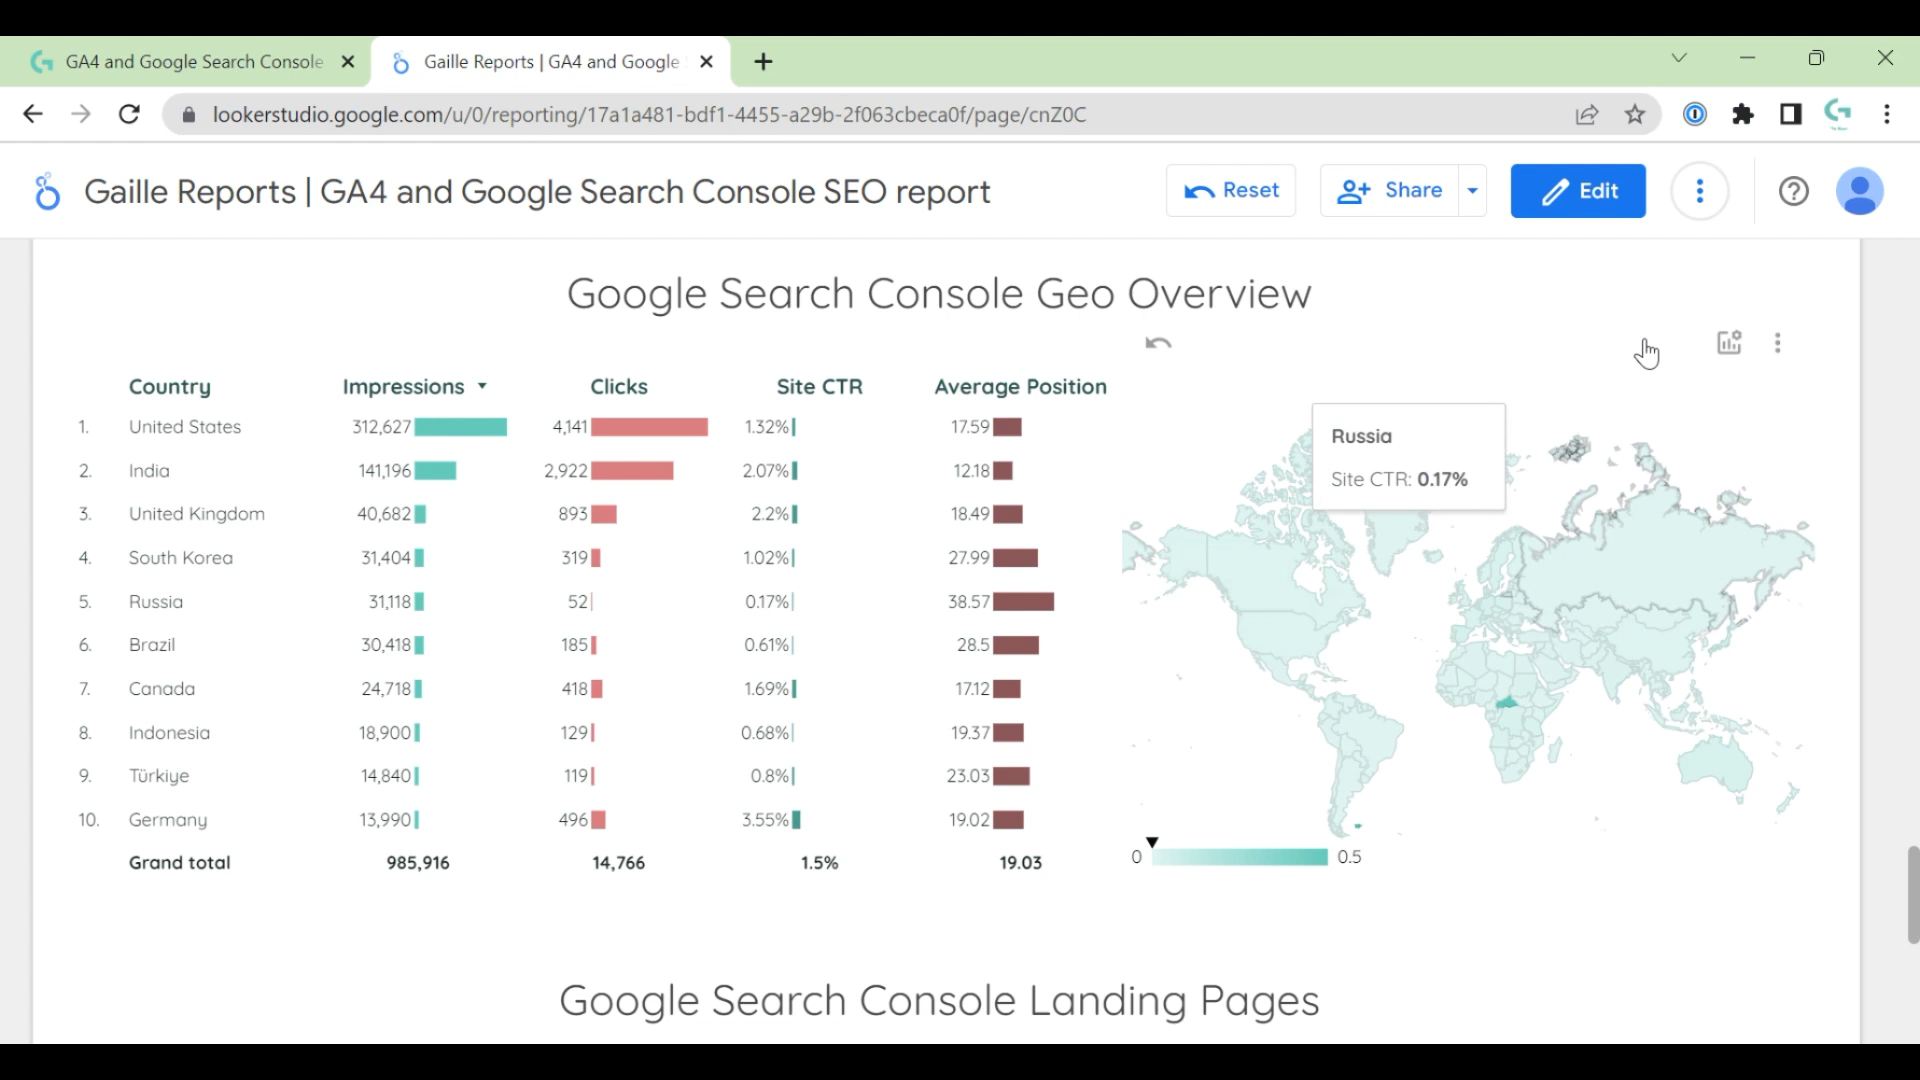 GA4 and Google Search Console
Gaille Reports | GA4 and Google
lookerstudio.google.com/u/0/reporting/17a1a481-bdf1-4455-a29b-2f063cbeca0f/page/cnZ0C
Gaille Reports | GA4 and Google Search Console SEO report
Reset
Share
Edit
Google Search Console Geo Overview
Country Impressions Clicks Site CTR Average Position
1. United States 312,627 4,141 1.32% 17.59
2. India 141,196 2,922 2.07% 12.18
3. United Kingdom 40,682 893 2.2% 18.49
4. South Korea 31,404 319 1.02% 27.99
5. Russia 31,118 52 0.17% 38.57
6. Brazil 30,418 185 0.61% 28.5
7. Canada 24,718 418 1.69% 17.12
8. Indonesia 18,900 129 0.68% 19.37
9. Türkiye 14,840 119 0.8% 23.03
10. Germany 13,990 496 3.55% 19.02
Grand total 985,916 14,766 1.5% 19.03
Russia
Site CTR: 0.17%
0 0.5
Google Search Console Landing Pages